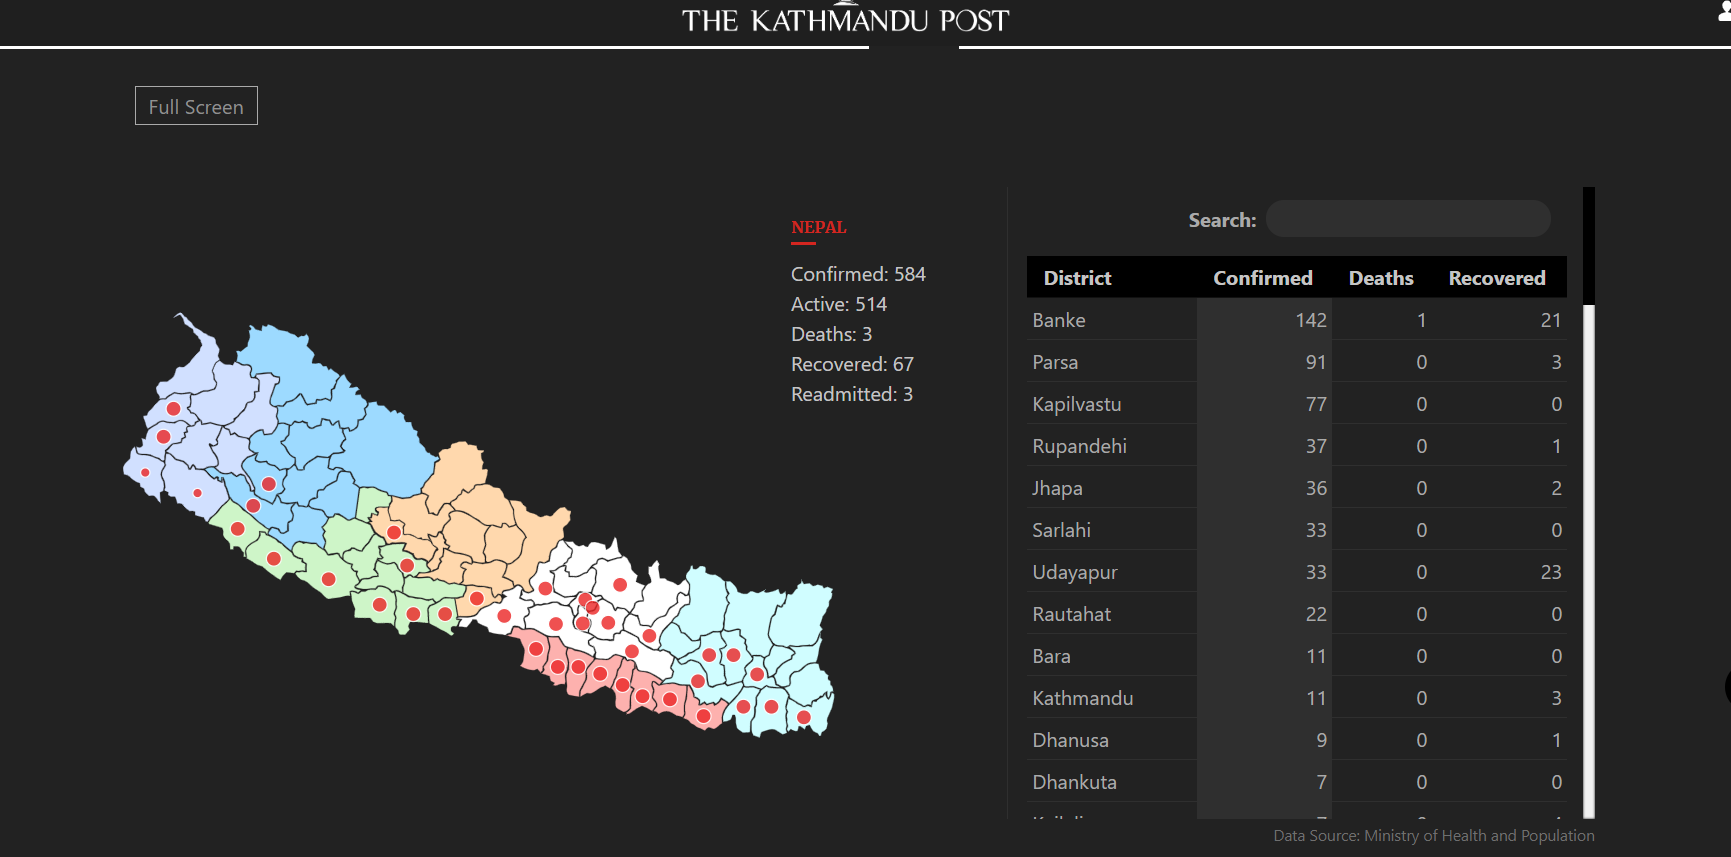 THE KATHMANDU POST
Full Screen
NEPAL
Confirmed: 584
Active: 514
Deaths: 3
Recovered: 67
Readmitted: 3
Search:
District Confirmed Deaths Recovered
Banke 142 1 21
Parsa 91 0 3
Kapilvastu 77 0 0
Rupandehi 37 0 1
Jhapa 36 0 2
Sarlahi 33 0 0
Udayapur 33 0 23
Rautahat 22 0 0
Bara 11 0 0
Kathmandu 11 0 3
Dhanusa 9 0 1
Dhankuta 7 0 0
Data Source: Ministry of Health and Population